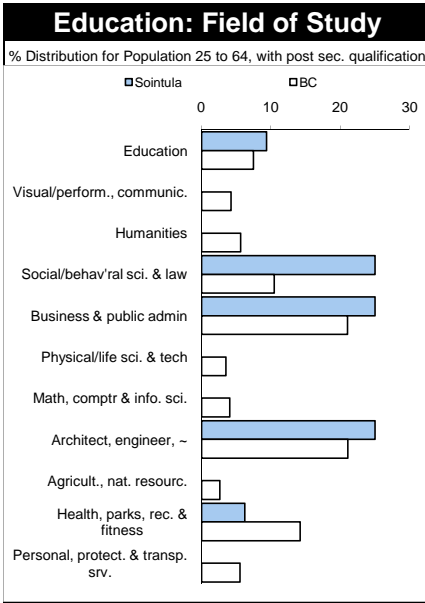 Education: Field of Study
% Distribution for Population 25 to 64, with post sec. qualification
Sointula BC
0 10 20 30
Education
Visual/perform., communic.
Humanities
Social/behav'ral sci. & law
Business & public admin
Physical/life sci. & tech
Math, comptr & info. sci.
Architect, engineer, ~
Agricult., nat. resourc.
Health, parks, rec. &
fitness
Personal, protect. & transp.
srv.